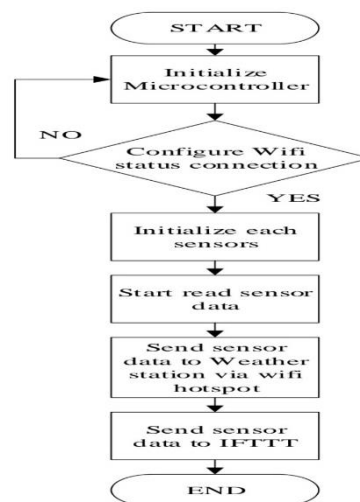 START
Initialize
Microcontroller
NO
Configure Wifi
status connection
YES
Initialize each
sensors
Start read sensor
data
Send sensor
data to Weather
station via wifi
hotspot
Send sensor
data to IFTTT
END